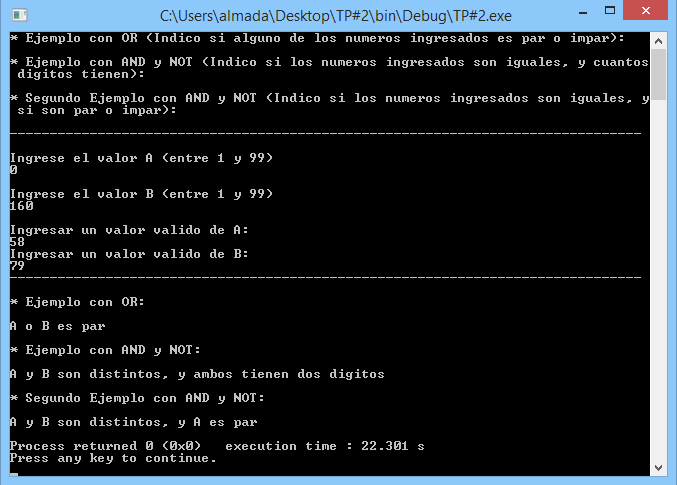 C:\Users\almada\Desktop\TP#2\bin\Debug\TP#2.exe
* Ejemplo con OR (Indico si alguno de los numeros ingresados es par o impar):
* Ejemplo con AND y NOT (Indico si los numeros ingresados son iguales, y cuantos
digitos tienen):
* Segundo Ejemplo con AND y NOT (Indico si los numeros ingresados son iguales, y
si son par o impar):
-------------------------------------------------------------------------------
Ingrese el valor A (entre 1 y 99)
0
Ingrese el valor B (entre 1 y 99)
160
Ingresar un valor valido de A:
58
Ingresar un valor valido de B:
79
-------------------------------------------------------------------------------
* Ejemplo con OR:
A o B es par
* Ejemplo con AND y NOT:
A y B son distintos, y ambos tienen dos digitos
* Segundo Ejemplo con AND y NOT:
A y B son distintos, y A es par
Process returned 0 (0x0)   execution time : 22.301 s
Press any key to continue.